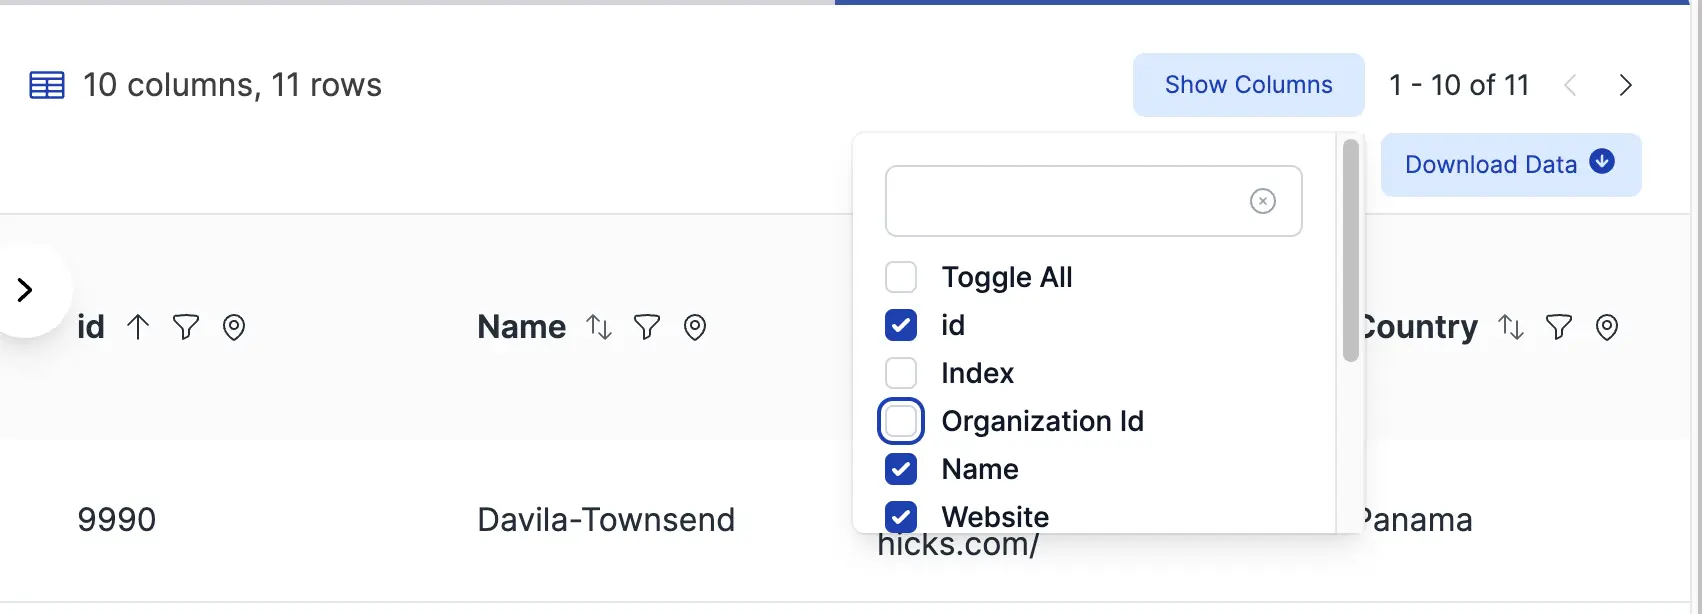 10 columns, 11 rows
Show Columns
1 - 10 of 11
Download Data
Toggle All
id
Index
Organization Id
Name
Website
id
Name
Country
9990
Davila-Townsend
hicks.com/
Panama